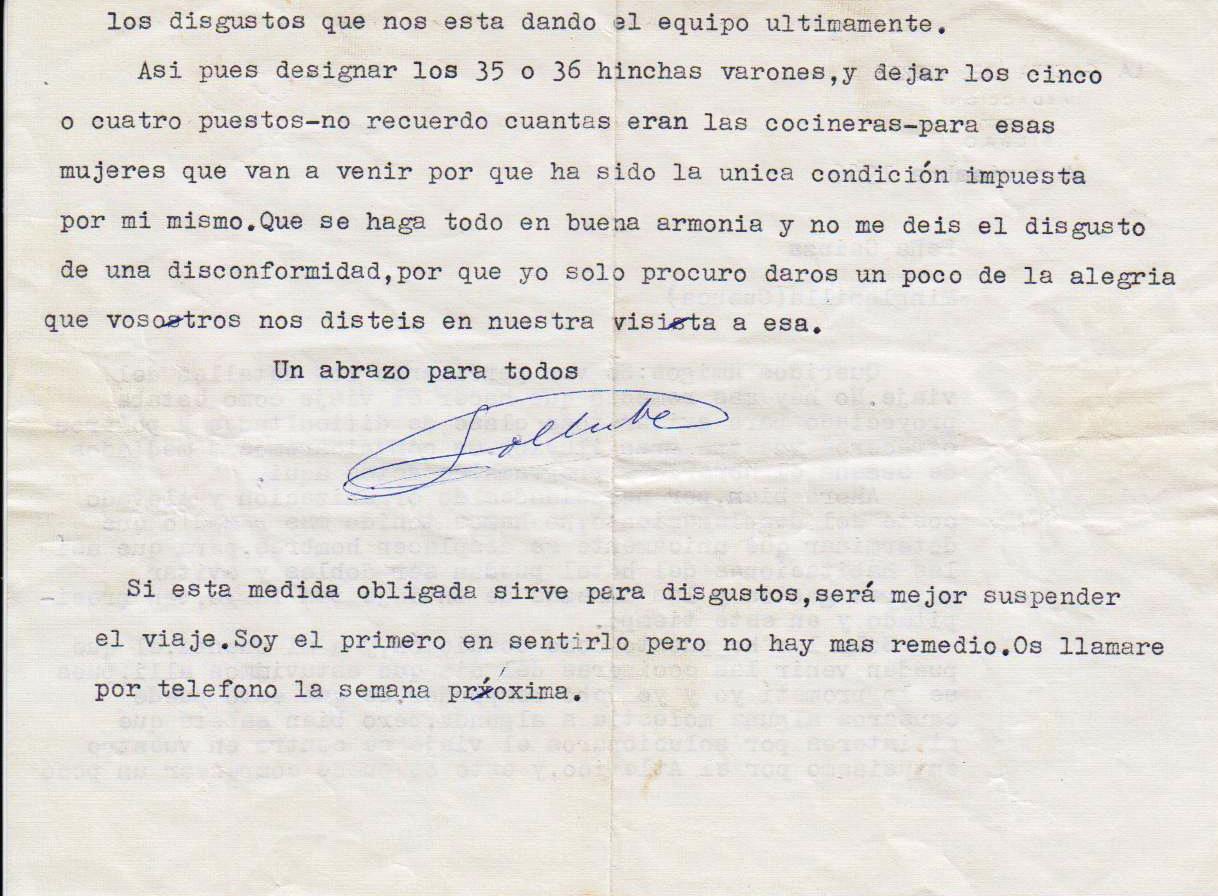 los disgustos que nos esta dando el equipo ultimamente.
Asi pues designar los 35 o 36 hinchas varones,y dejar los cinco
o cuatro puestos-no recuerdo cuantas eran las cocineras-para esas
mujeres que van a venir por que ha sido la unica condición impuesta
por mi mismo.Que se haga todo en buena armonia y no me deis el disgusto
de una disconformidad,por que yo solo procuro daros un poco de la alegria
que vosotros nos disteis en nuestra visita a esa.
Un abrazo para todos
Sollube
Si esta medida obligada sirve para disgustos,será mejor suspender
el viaje.Soy el primero en sentirlo pero no hay mas remedio.Os llamare
por telefono la semana próxima.